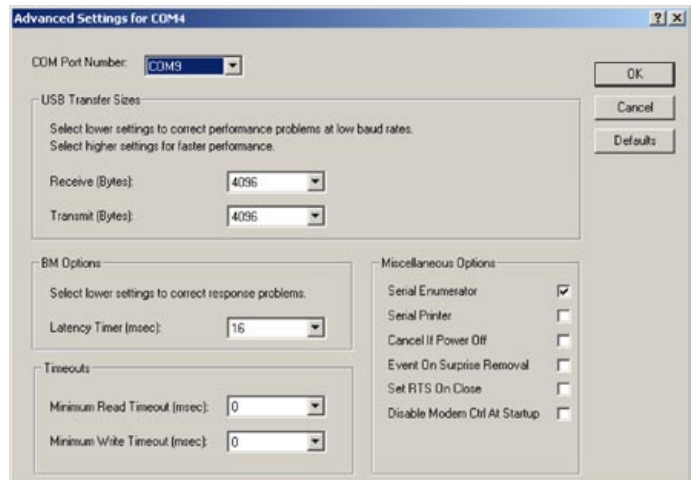 Advanced Settings for COM4
COM Port Number: COM9
OK
Cancel
Defaults
USB Transfer Sizes
Select lower settings to correct performance problems at low baud rates.
Select higher settings for faster performance.
Receive (Bytes): 4096
Transmit (Bytes): 4096
BM Options
Select lower settings to correct response problems.
Latency Timer (msec): 16
Timeouts
Minimum Read Timeout (msec): 0
Minimum Write Timeout (msec): 0
Miscellaneous Options
Serial Enumerator
Serial Printer
Cancel If Power Off
Event On Surprise Removal
Set RTS On Close
Disable Modem Ctrl At Startup